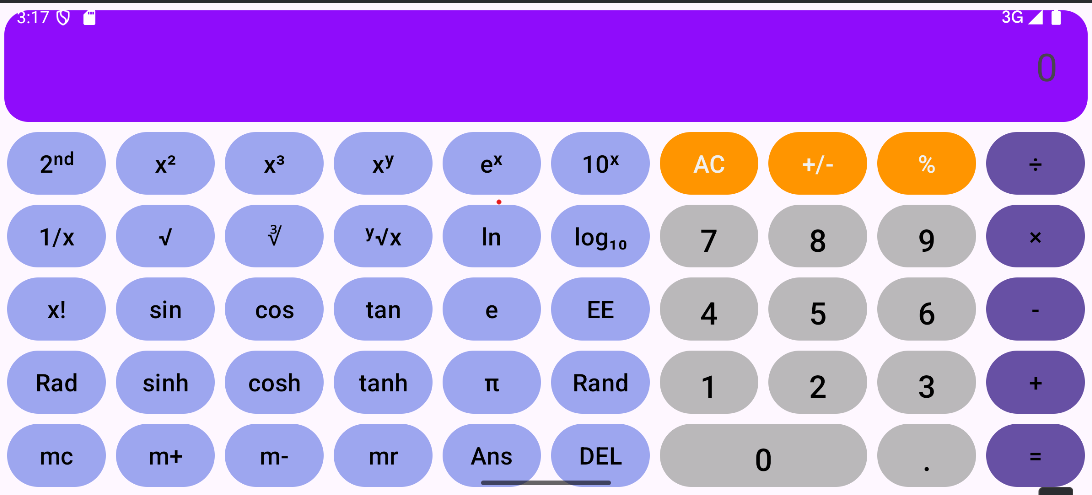 3:17 3G
0
2ⁿᵈ x² x³ xʸ eˣ 10ˣ AC +/- % ÷
1/x √ ∛ ʸ√x ln log₁₀ 7 8 9 ×
x! sin cos tan e EE 4 5 6 -
Rad sinh cosh tanh π Rand 1 2 3 +
mc m+ m- mr Ans DEL 0 . =